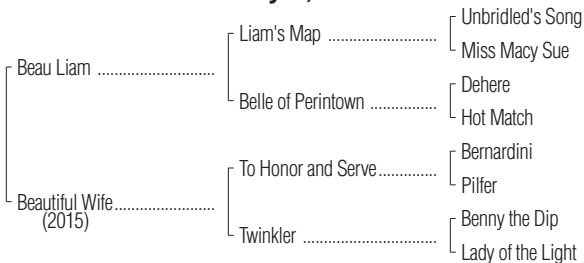 Unbridled's Song
Liam's Map ......................
Miss Macy Sue
Beau Liam ........................
Dehere
Belle of Perintown ..............
Hot Match
Bernardini
To Honor and Serve..............
Pilfer
Beautiful Wife....................
(2015)
Benny the Dip
Twinkler ...........................
Lady of the Light